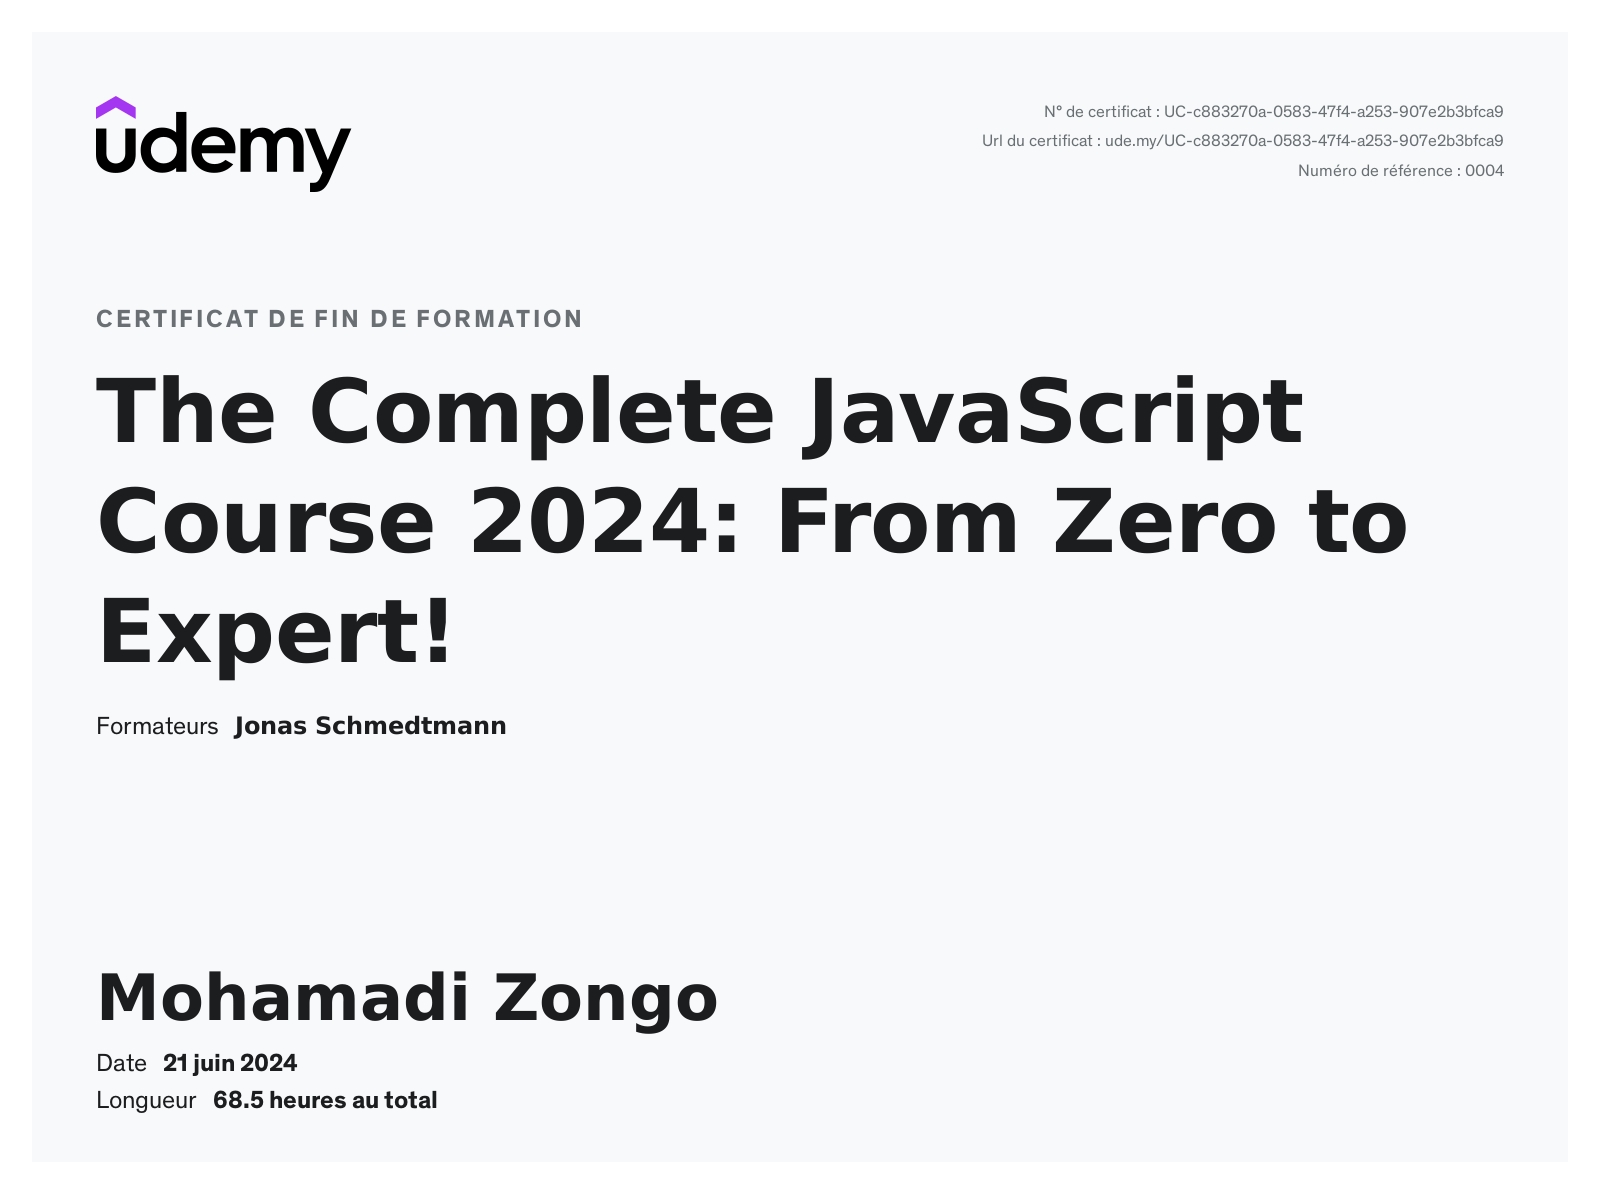 udemy
N° de certificat : UC-c883270a-0583-47f4-a253-907e2b3bfca9
Url du certificat : ude.my/UC-c883270a-0583-47f4-a253-907e2b3bfca9
Numéro de référence : 0004
CERTIFICAT DE FIN DE FORMATION
The Complete JavaScript
Course 2024: From Zero to
Expert!
Formateurs Jonas Schmedtmann
Mohamadi Zongo
Date 21 juin 2024
Longueur 68.5 heures au total